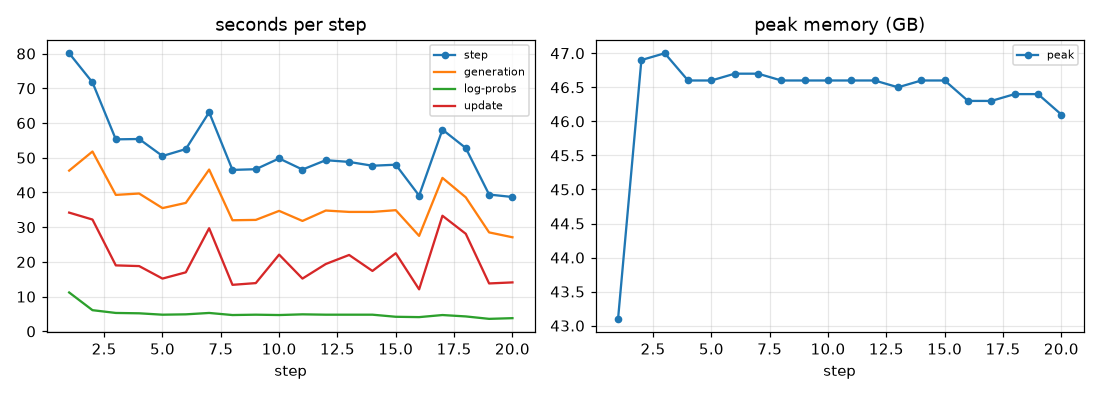 seconds per step
80
70
60
50
40
30
20
10
0
2.5 5.0 7.5 10.0 12.5 15.0 17.5 20.0
step
step
generation
log-probs
update
peak memory (GB)
47.0
46.5
46.0
45.5
45.0
44.5
44.0
43.5
43.0
2.5 5.0 7.5 10.0 12.5 15.0 17.5 20.0
step
peak